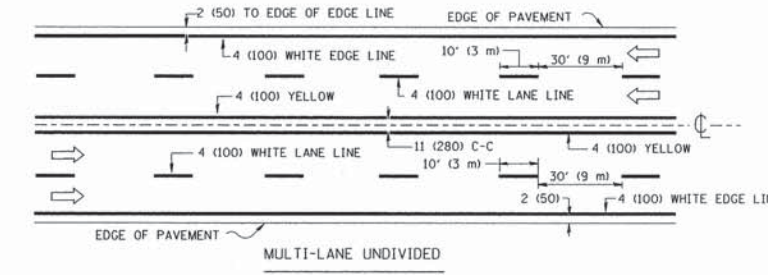 2 (50) TO EDGE OF EDGE LINE
EDGE OF PAVEMENT
4 (100) WHITE EDGE LINE
10' (3 m)
30' (9 m)
4 (100) YELLOW
4 (100) WHITE LANE LINE
℄
4 (100) WHITE LANE LINE
11 (280) C-C
4 (100) YELLOW
10' (3 m)
30' (9 m)
2 (50)
4 (100) WHITE EDGE LI
EDGE OF PAVEMENT
MULTI-LANE UNDIVIDED